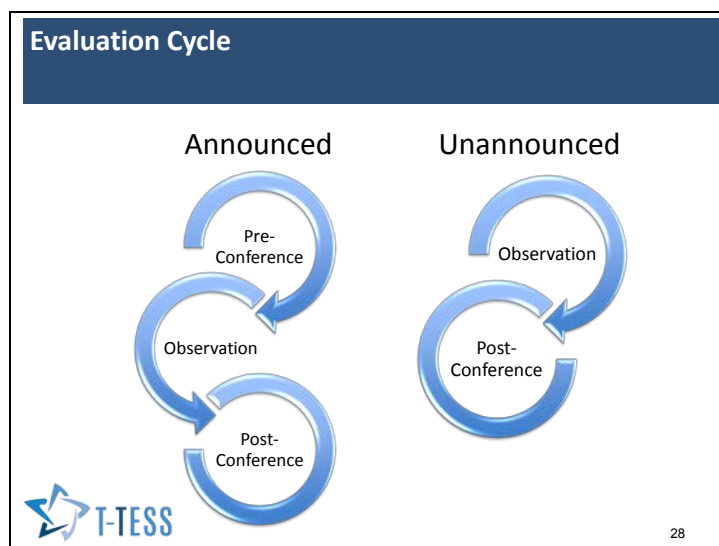 Evaluation Cycle
Announced
Pre-
Conference
Observation
Post-
Conference
Unannounced
Observation
Post-
Conference
T-TESS
28